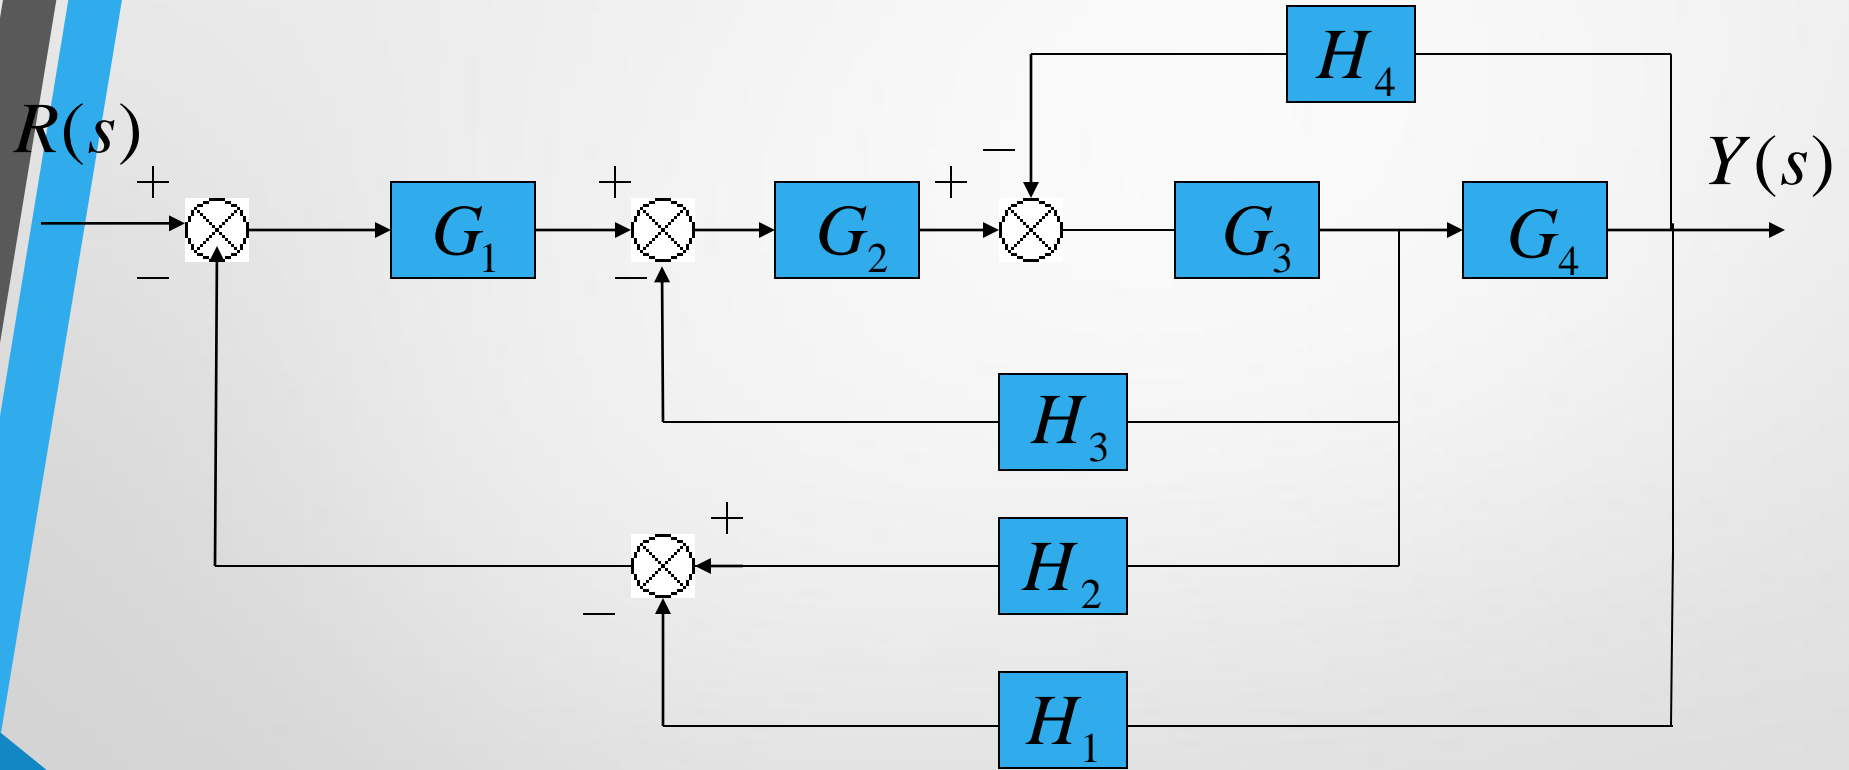 H₄
R(s)
Y(s)
+
+
+
−
G₁
G₂
G₃
G₄
−
−
H₃
+
H₂
−
H₁